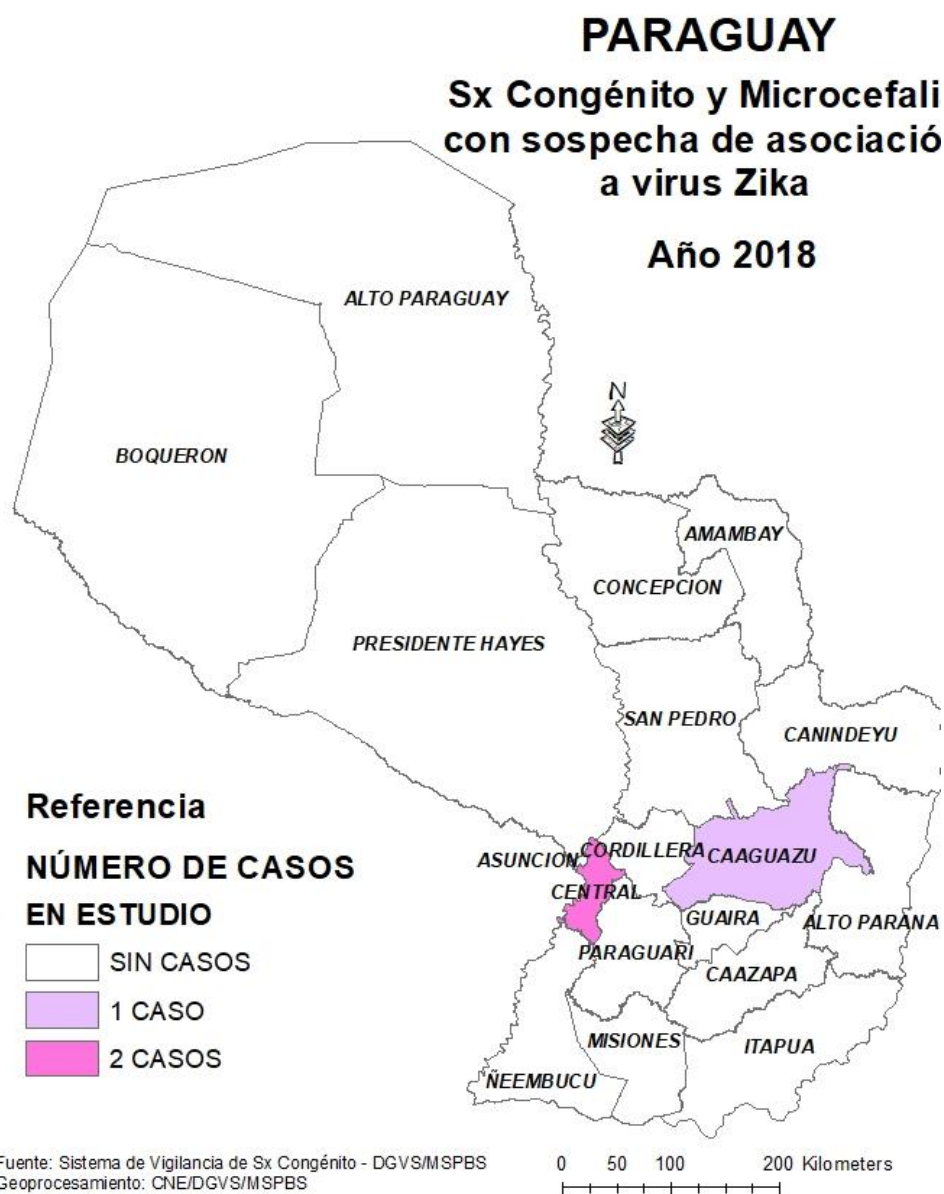 PARAGUAY
Sx Congénito y Microcefali
con sospecha de asociació
a virus Zika
Año 2018
ALTO PARAGUAY
N
BOQUERON
AMAMBAY
CONCEPCION
PRESIDENTE HAYES
SAN PEDRO
CANINDEYU
Referencia
NÚMERO DE CASOS
EN ESTUDIO
SIN CASOS
1 CASO
2 CASOS
ASUNCION
CORDILLERA
CAAGUAZU
CENTRAL
GUAIRA
ALTO PARANA
PARAGUARI
CAAZAPA
MISIONES
ITAPUA
ÑEEMBUCU
Fuente: Sistema de Vigilancia de Sx Congénito - DGVS/MSPBS
Geoprocesamiento: CNE/DGVS/MSPBS
0 50 100 200 Kilometers